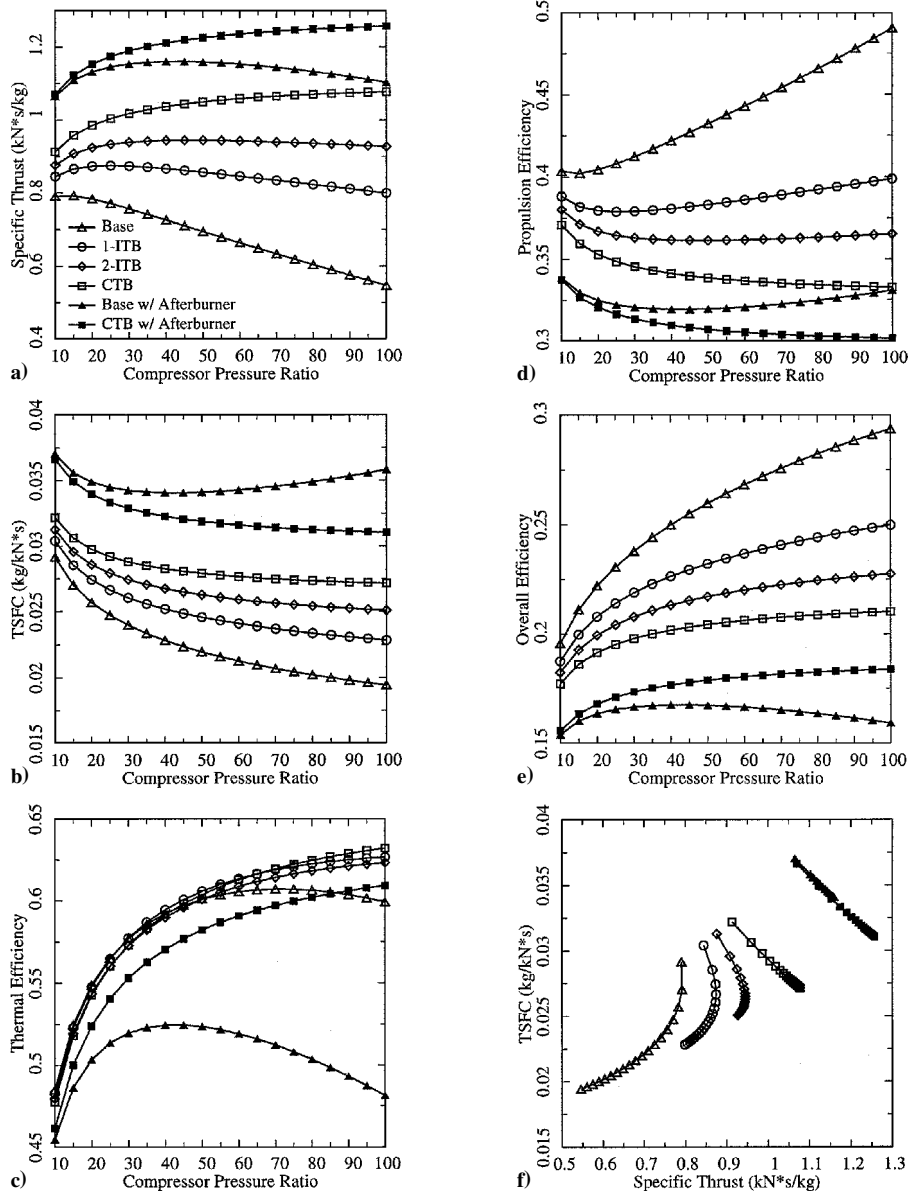 Specific Thrust (kN*s/kg)
1.2
1
0.8
0.6
0.4
Base
1-ITB
2-ITB
CTB
Base w/ Afterburner
CTB w/ Afterburner
10 20 30 40 50 60 70 80 90 100
a) Compressor Pressure Ratio
Propulsion Efficiency
0.5
0.45
0.4
0.35
0.3
10 20 30 40 50 60 70 80 90 100
d) Compressor Pressure Ratio
TSFC (kg/kN*s)
0.04
0.035
0.03
0.025
0.02
0.015
10 20 30 40 50 60 70 80 90 100
b) Compressor Pressure Ratio
Overall Efficiency
0.3
0.25
0.2
0.15
10 20 30 40 50 60 70 80 90 100
e) Compressor Pressure Ratio
Thermal Efficiency
0.65
0.6
0.55
0.5
0.45
10 20 30 40 50 60 70 80 90 100
c) Compressor Pressure Ratio
TSFC (kg/kN*s)
0.04
0.035
0.03
0.025
0.02
0.015
0.5 0.6 0.7 0.8 0.9 1 1.1 1.2 1.3
f) Specific Thrust (kN*s/kg)